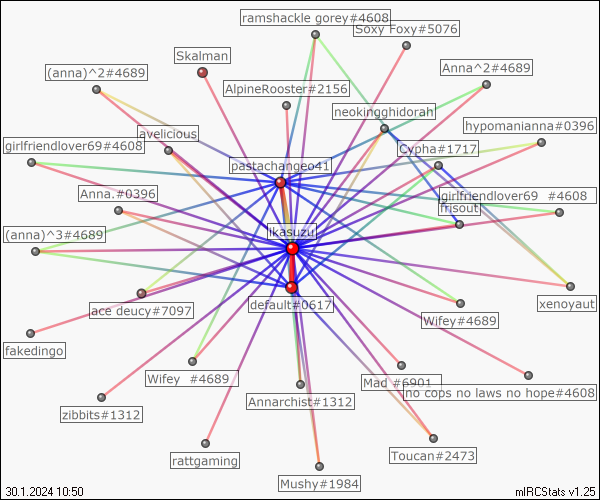 ramshackle gorey#4608
Soxy Foxy#5076
Skalman
(anna)^2#4689
Anna^2#4689
AlpineRooster#2156
neokingghidorah
hypomanianna#0396
avelicious
girlfriendlover69#4608
Cypha#1717
pastachangeo41
Anna.#0396
girlfriendlover69 #4608
frisout
(anna)^3#4689
ikasuzu
default#0617
xenoyaut
ace deucy#7097
Wifey#4689
fakedingo
Wifey #4689
Mad #6901
no cops no laws no hope#4608
zibbits#1312
Annarchist#1312
rattgaming
Toucan#2473
Mushy#1984
30.1.2024 10:50
mIRCStats v1.25